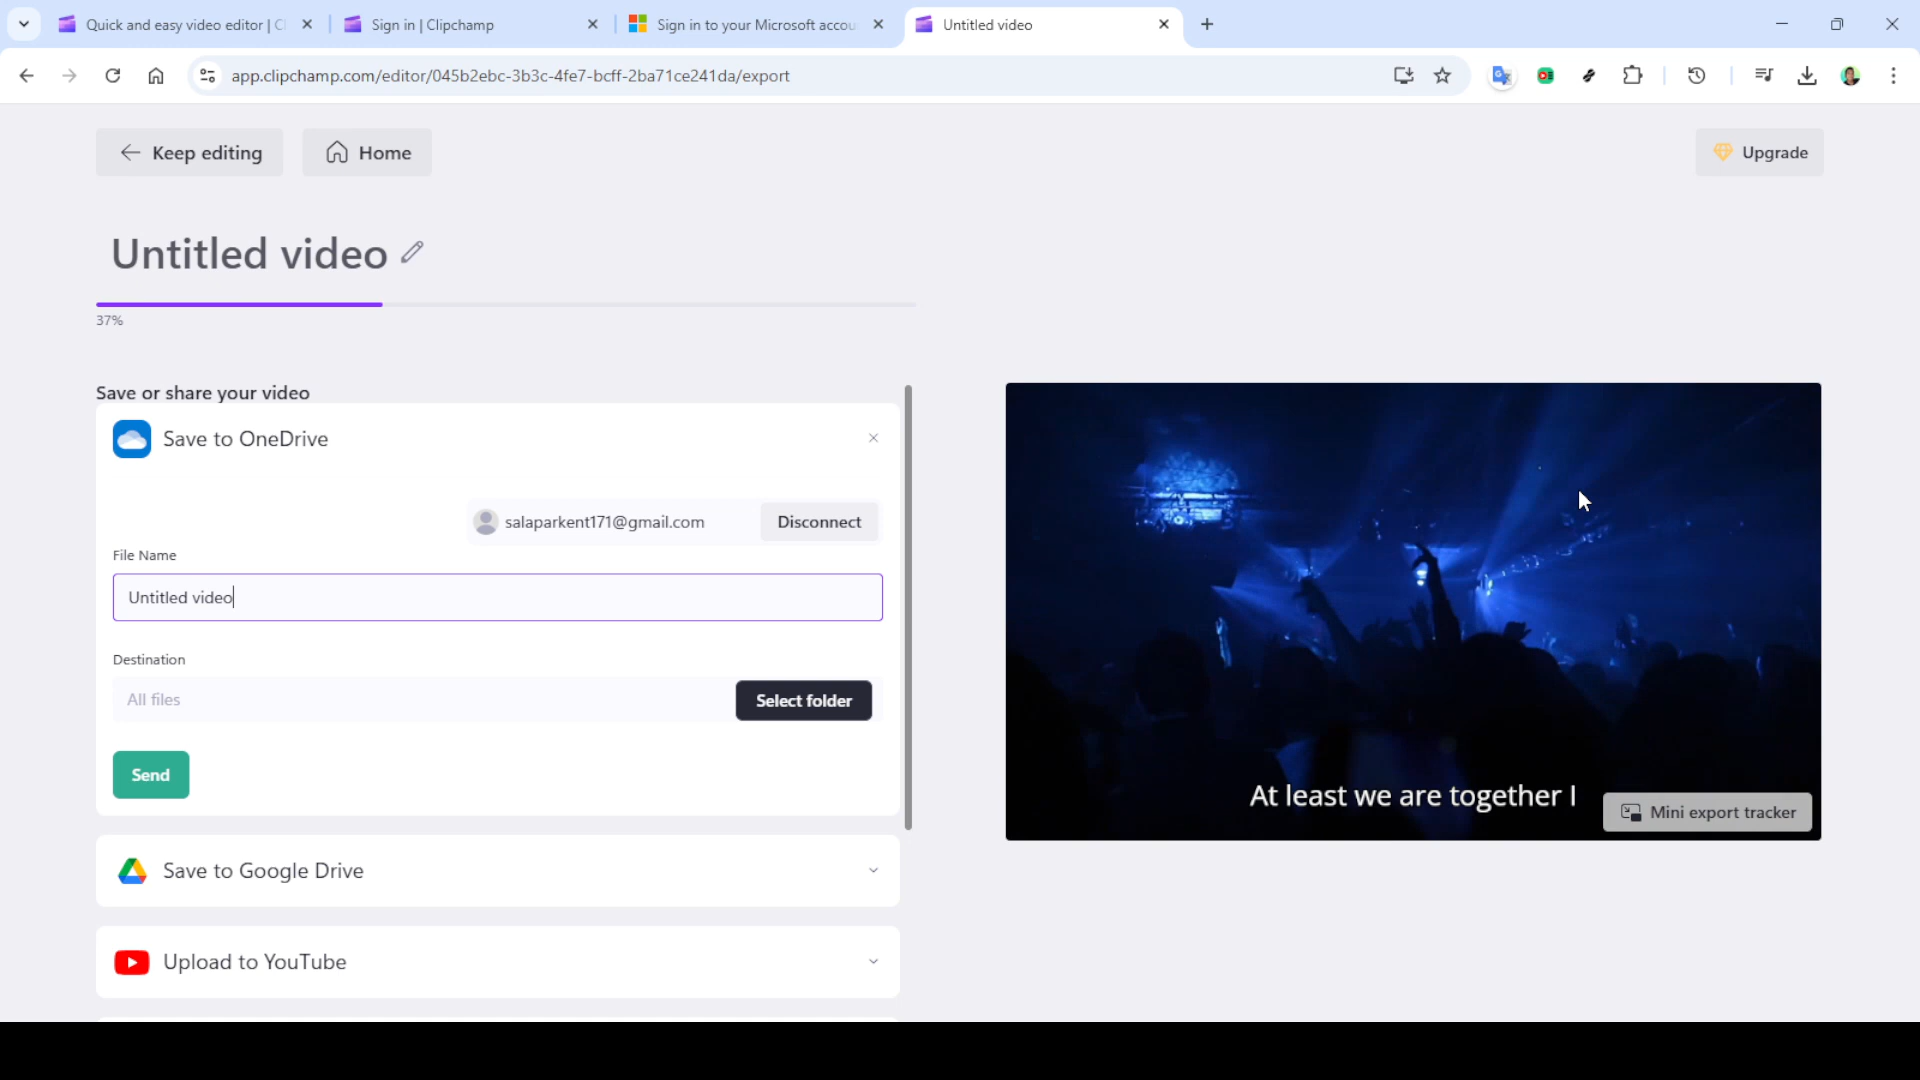 Quick and easy video editor | Cl
Sign in | Clipchamp
Sign in to your Microsoft accou
Untitled video
app.clipchamp.com/editor/045b2ebc-3b3c-4fe7-bcff-2ba71ce241da/export
Keep editing
Home
Upgrade
Untitled video
37%
Save or share your video
Save to OneDrive
salaparkent171@gmail.com
Disconnect
File Name
Untitled video
Destination
All files
Select folder
Send
At least we are together I
Mini export tracker
Save to Google Drive
Upload to YouTube